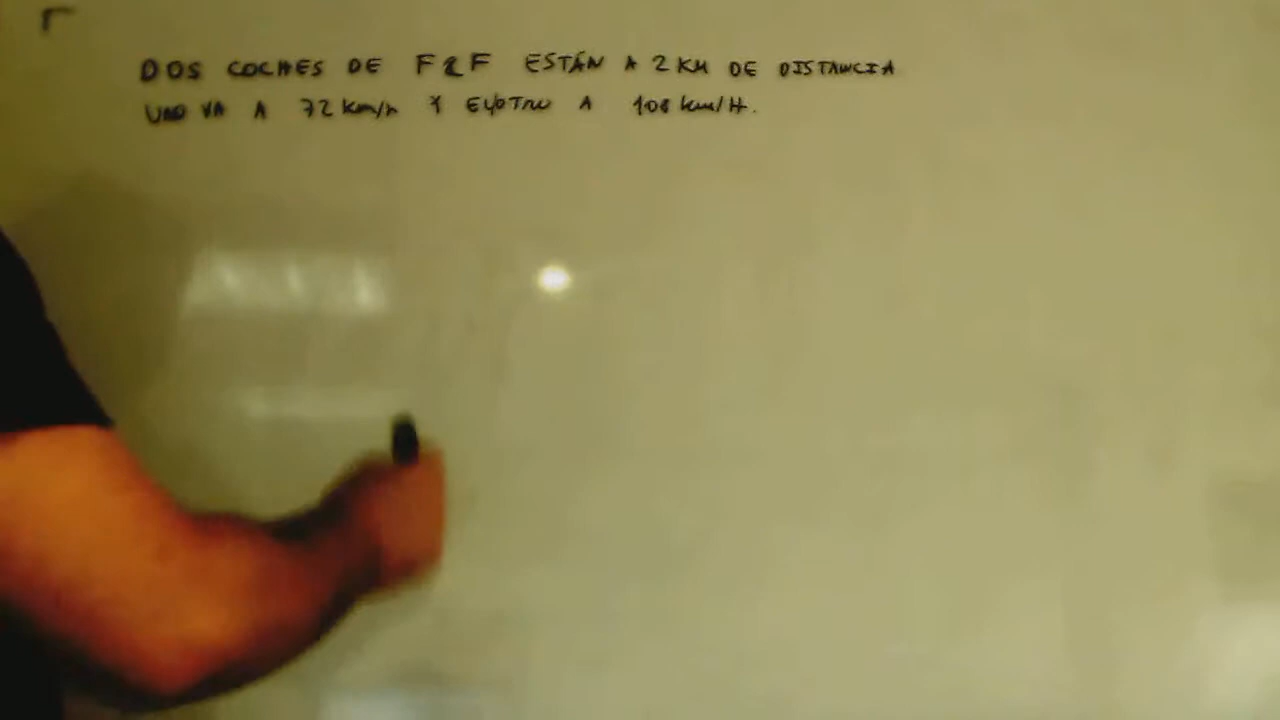 DOS COCHES DE F&F ESTÁN A 2 KM DE DISTANCIA
UNO VA A 72 km/h Y EL OTRO A 108 km/H.